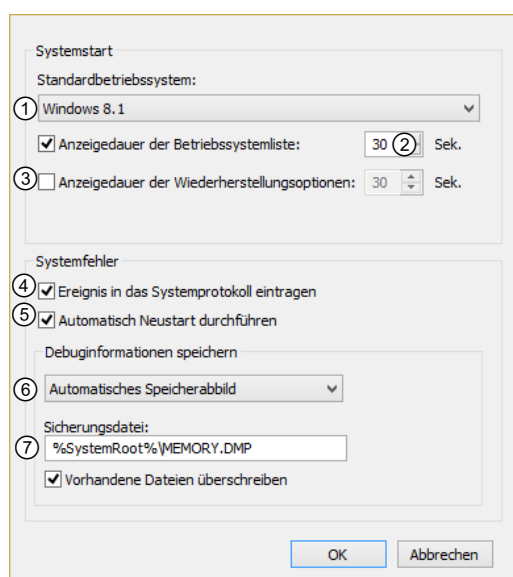 Systemstart
Standardbetriebssystem:
① Windows 8.1
Anzeigedauer der Betriebssystemliste: 30 ② Sek.
③ Anzeigedauer der Wiederherstellungsoptionen: 30 Sek.
Systemfehler
④ Ereignis in das Systemprotokoll eintragen
⑤ Automatisch Neustart durchführen
Debuginformationen speichern
⑥ Automatisches Speicherabbild
Sicherungsdatei:
⑦ %SystemRoot%\MEMORY.DMP
Vorhandene Dateien überschreiben
OK Abbrechen